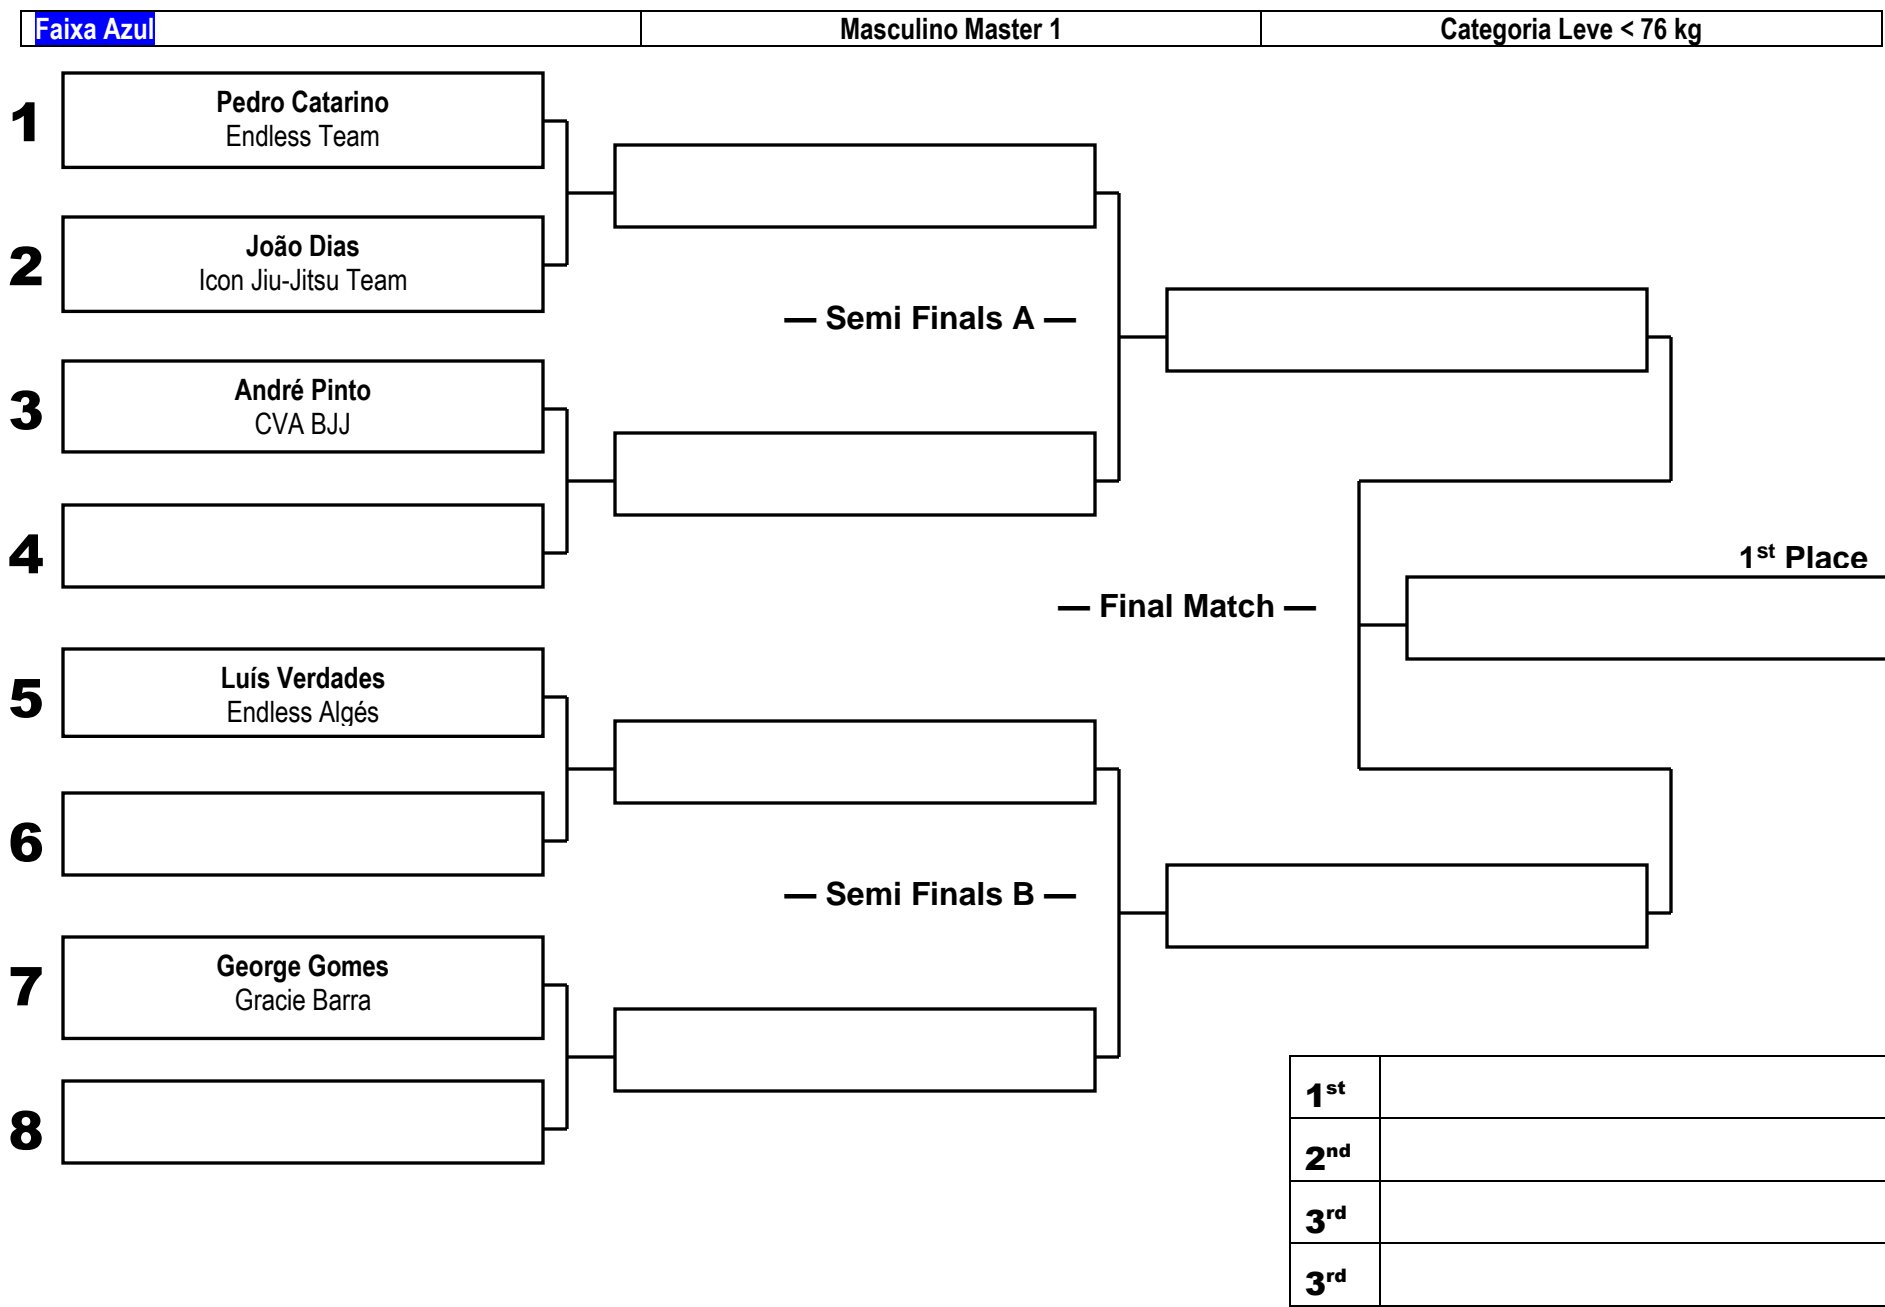 Faixa Azul
Masculino Master 1
Categoria Leve < 76 kg
1
Pedro Catarino
Endless Team
2
João Dias
Icon Jiu-Jitsu Team
— Semi Finals A —
3
André Pinto
CVA BJJ
4
1st Place
— Final Match —
5
Luís Verdades
Endless Algés
6
— Semi Finals B —
7
George Gomes
Gracie Barra
8
1st
2nd
3rd
3rd